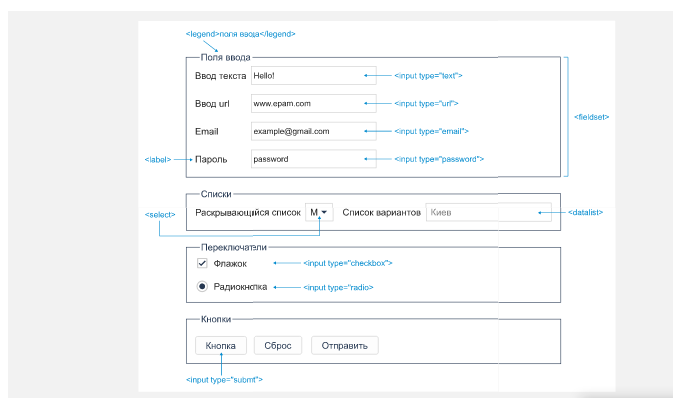 <legend>поля ввода</legend>
Поля ввода
Ввод текста Hello! <input type="text">
Ввод url www.epam.com <input type="url">
<fieldset>
Email example@gmail.com <input type="email">
<label> Пароль password <input type="password">
Списки
<select> Раскрывающийся список M Список вариантов Киев <datalist>
Переключатели
Флажок <input type="checkbox">
Радиокнопка <input type="radio>
Кнопки
Кнопка Сброс Отправить
<input type="submt">